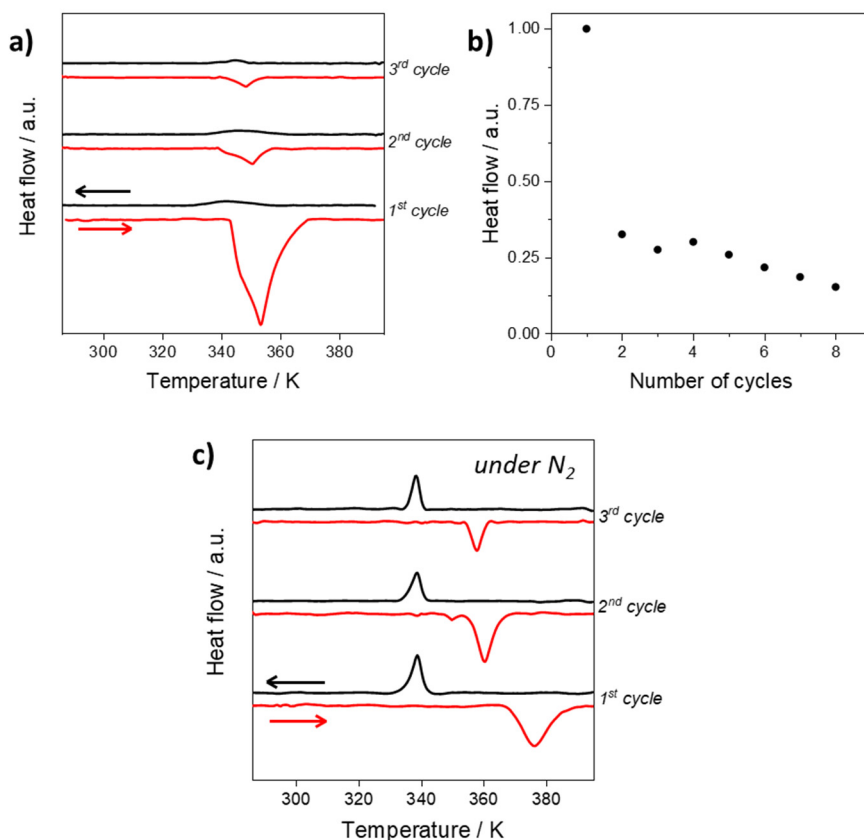 a)
3rd cycle
2nd cycle
1st cycle
Heat flow / a.u.
300 320 340 360 380
Temperature / K
b)
1.00
0.75
0.50
0.25
0.00
Heat flow / a.u.
0 2 4 6 8
Number of cycles
c)
under N2
3rd cycle
2nd cycle
1st cycle
Heat flow / a.u.
300 320 340 360 380
Temperature / K